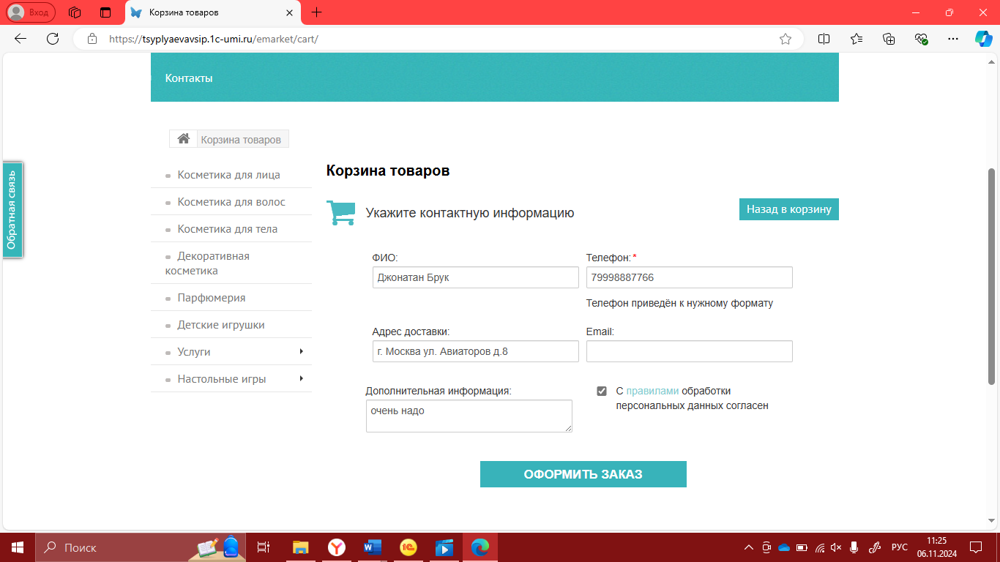 Вход
Корзина товаров
https://tsyplyaevavsip.1c-umi.ru/emarket/cart/
Контакты
Корзина товаров
Обратная связь
Косметика для лица
Косметика для волос
Косметика для тела
Декоративная
косметика
Парфюмерия
Детские игрушки
Услуги
Настольные игры
Корзина товаров
Укажите контактную информацию
Назад в корзину
ФИО:
Джонатан Брук
Телефон:*
79998887766
Телефон приведён к нужному формату
Адрес доставки:
г. Москва ул. Авиаторов д.8
Email:
Дополнительная информация:
очень надо
С правилами обработки
персональных данных согласен
ОФОРМИТЬ ЗАКАЗ
Поиск
РУС
11:25
06.11.2024